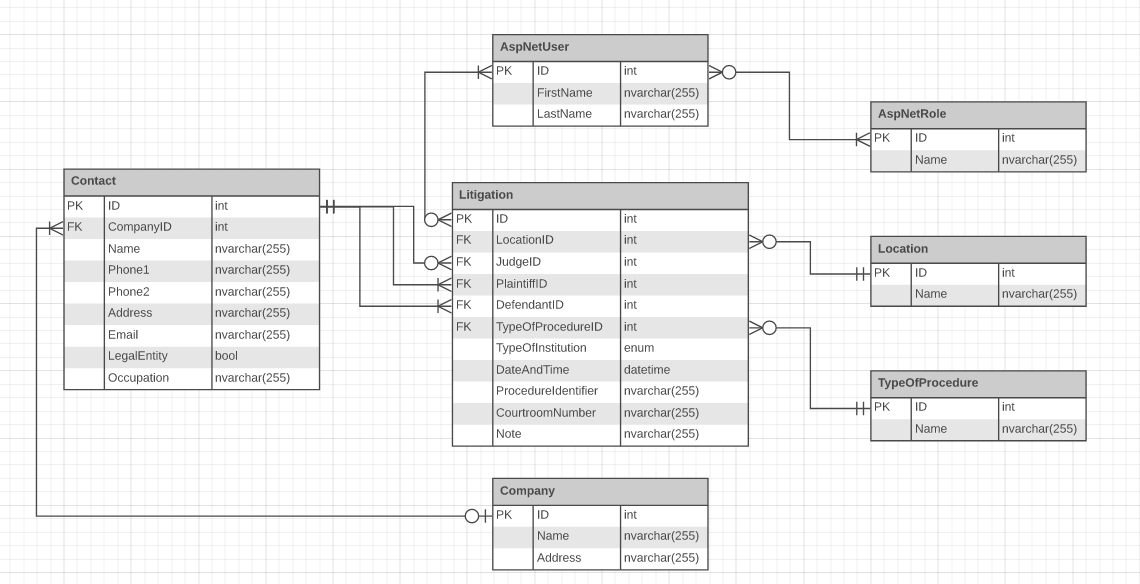 AspNetUser
PK ID int
FirstName nvarchar(255)
LastName nvarchar(255)
AspNetRole
PK ID int
Name nvarchar(255)
Contact
PK ID int
FK CompanyID int
Name nvarchar(255)
Phone1 nvarchar(255)
Phone2 nvarchar(255)
Address nvarchar(255)
Email nvarchar(255)
LegalEntity bool
Occupation nvarchar(255)
Litigation
PK ID int
FK LocationID int
FK JudgeID int
FK PlaintiffID int
FK DefendantID int
FK TypeOfProcedureID int
TypeOfInstitution enum
DateAndTime datetime
ProcedureIdentifier nvarchar(255)
CourtroomNumber nvarchar(255)
Note nvarchar(255)
Location
PK ID int
Name nvarchar(255)
TypeOfProcedure
PK ID int
Name nvarchar(255)
Company
PK ID int
Name nvarchar(255)
Address nvarchar(255)